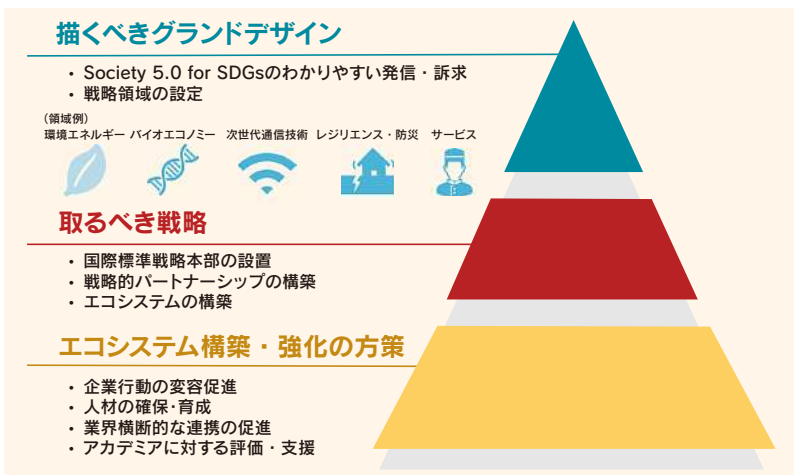 描くべきグランドデザイン
・ Society 5.0 for SDGsのわかりやすい発信・訴求
・ 戦略領域の設定
(領域例)
環境エネルギー バイオエコノミー 次世代通信技術 レジリエンス・防災 サービス
取るべき戦略
・ 国際標準戦略本部の設置
・ 戦略的パートナーシップの構築
・ エコシステムの構築
エコシステム構築・強化の方策
・ 企業行動の変容促進
・ 人材の確保・育成
・ 業界横断的な連携の促進
・ アカデミアに対する評価・支援